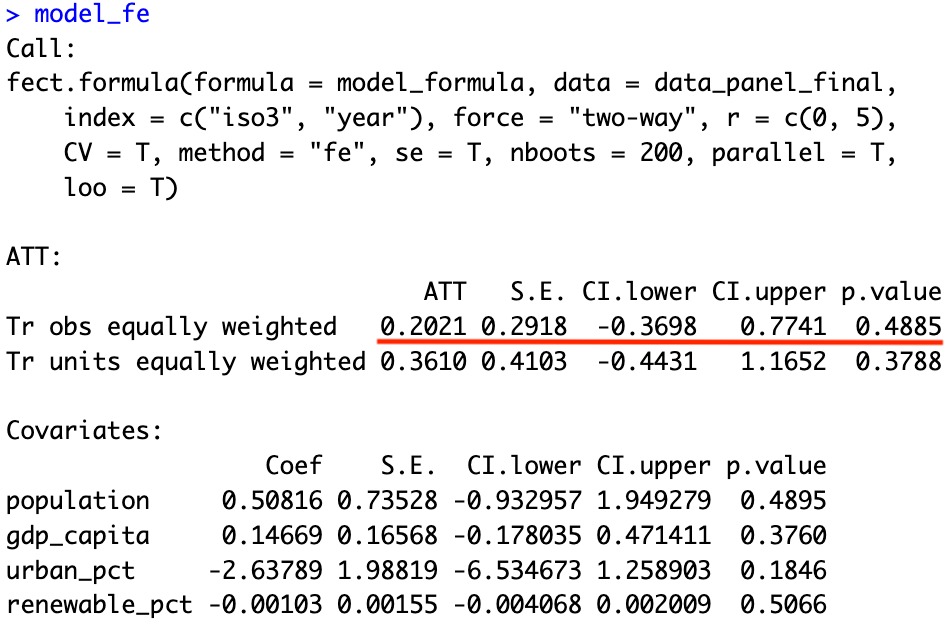 > model_fe
Call:
fect.formula(formula = model_formula, data = data_panel_final,
    index = c("iso3", "year"), force = "two-way", r = c(0, 5),
    CV = T, method = "fe", se = T, nboots = 200, parallel = T,
    loo = T)

ATT:
                             ATT   S.E. CI.lower CI.upper p.value
Tr obs equally weighted   0.2021 0.2918  -0.3698   0.7741  0.4885
Tr units equally weighted 0.3610 0.4103  -0.4431   1.1652  0.3788

Covariates:
                  Coef    S.E.  CI.lower CI.upper p.value
population     0.50816 0.73528 -0.932957 1.949279  0.4895
gdp_capita     0.14669 0.16568 -0.178035 0.471411  0.3760
urban_pct     -2.63789 1.98819 -6.534673 1.258903  0.1846
renewable_pct -0.00103 0.00155 -0.004068 0.002009  0.5066